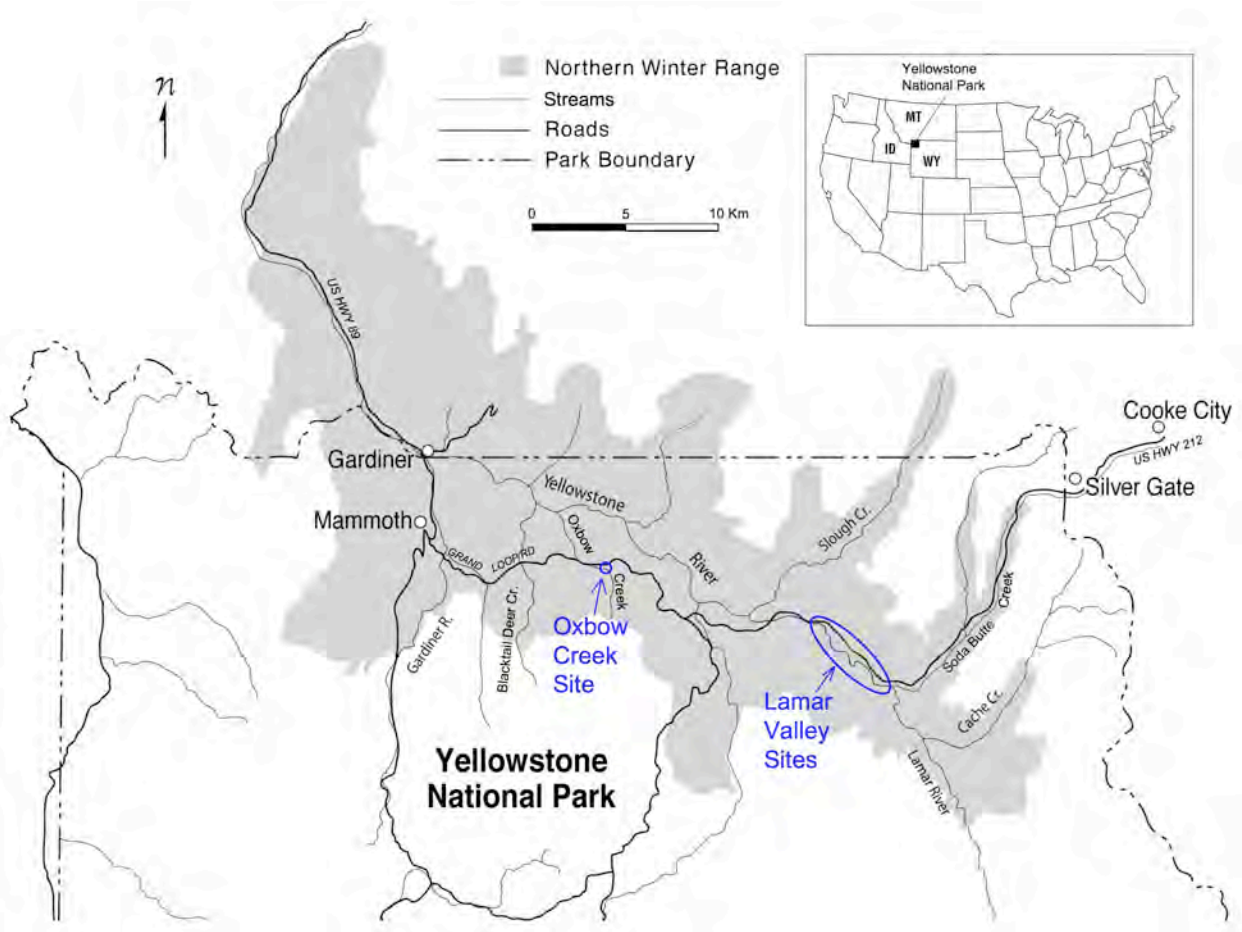 n
Northern Winter Range
Streams
Roads
Park Boundary
0 5 10 Km
Yellowstone
National Park
MT
ID
WY
US HWY 89
Gardiner
Mammoth
Yellowstone
River
Oxbow
Creek
GRAND LOOP RD
Gardiner R.
Blacktail Deer Cr.
Oxbow
Creek
Site
Slough Cr.
Cooke City
US HWY 212
Silver Gate
Soda Butte Creek
Cache Cr.
Lamar River
Lamar
Valley
Sites
Yellowstone
National Park